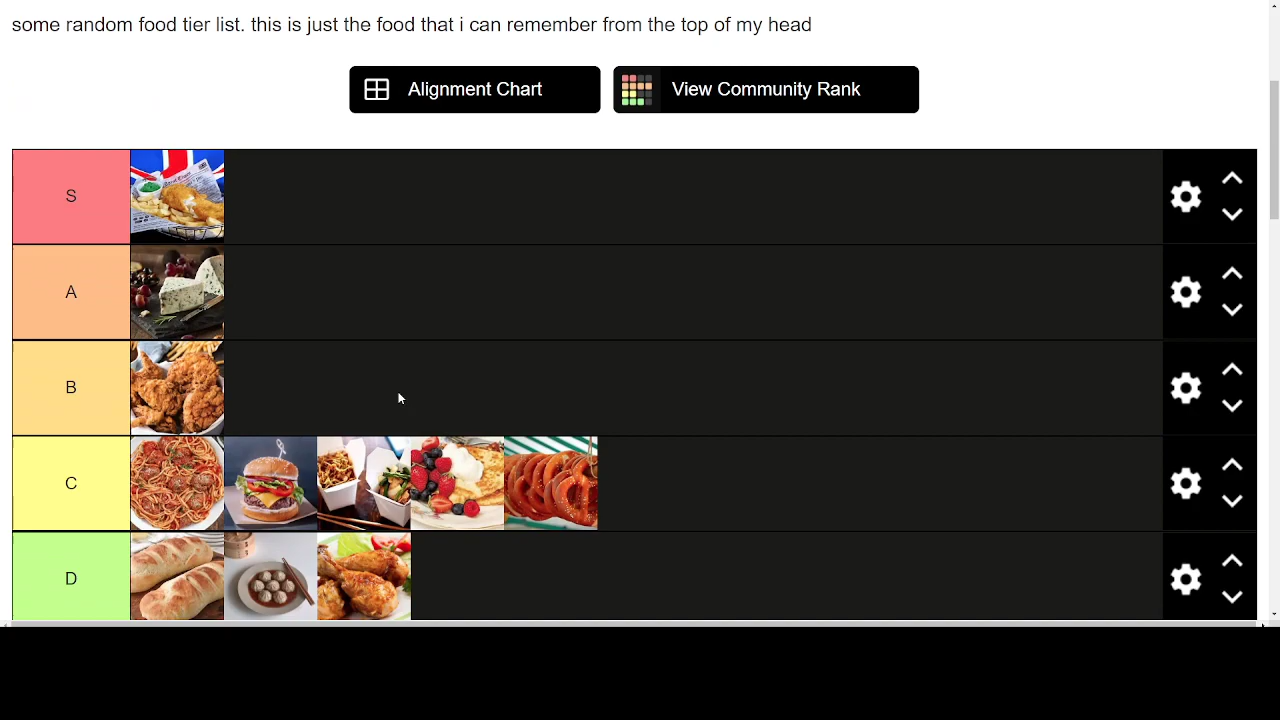 some random food tier list. this is just the food that i can remember from the top of my head
Alignment Chart
View Community Rank
S
A
B
C
D